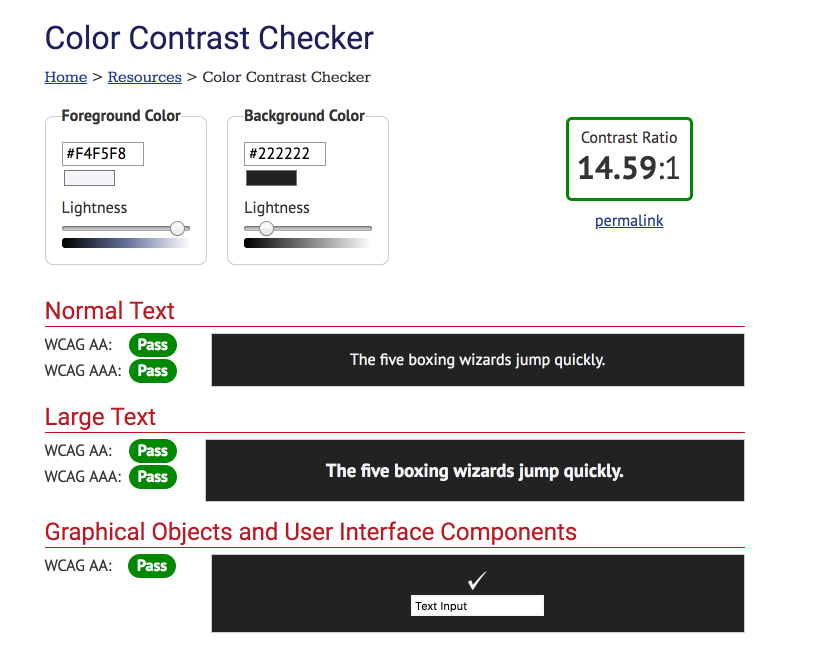 Color Contrast Checker
Home > Resources > Color Contrast Checker
Foreground Color
#F4F5F8
Lightness
Background Color
#222222
Lightness
Contrast Ratio
14.59:1
permalink
Normal Text
WCAG AA: Pass
WCAG AAA: Pass
The five boxing wizards jump quickly.
Large Text
WCAG AA: Pass
WCAG AAA: Pass
The five boxing wizards jump quickly.
Graphical Objects and User Interface Components
WCAG AA: Pass
✓
Text Input